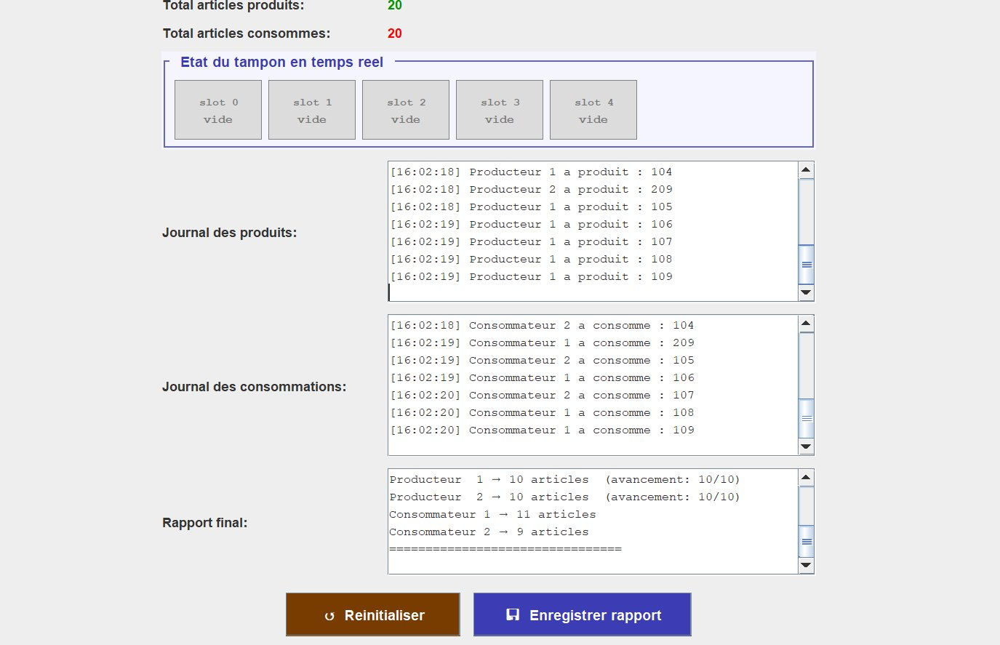 Total articles produits: 20
Total articles consommes: 20
Etat du tampon en temps reel
slot 0 slot 1 slot 2 slot 3 slot 4
vide vide vide vide vide
Journal des produits:
[16:02:18] Producteur 1 a produit : 104
[16:02:18] Producteur 2 a produit : 209
[16:02:18] Producteur 1 a produit : 105
[16:02:19] Producteur 1 a produit : 106
[16:02:19] Producteur 1 a produit : 107
[16:02:19] Producteur 1 a produit : 108
[16:02:19] Producteur 1 a produit : 109
Journal des consommations:
[16:02:18] Consommateur 2 a consomme : 104
[16:02:19] Consommateur 1 a consomme : 209
[16:02:19] Consommateur 2 a consomme : 105
[16:02:19] Consommateur 1 a consomme : 106
[16:02:20] Consommateur 2 a consomme : 107
[16:02:20] Consommateur 1 a consomme : 108
[16:02:20] Consommateur 1 a consomme : 109
Rapport final:
Producteur  1 → 10 articles  (avancement: 10/10)
Producteur  2 → 10 articles  (avancement: 10/10)
Consommateur 1 → 11 articles
Consommateur 2 → 9 articles
================================
↺ Reinitialiser
Enregistrer rapport